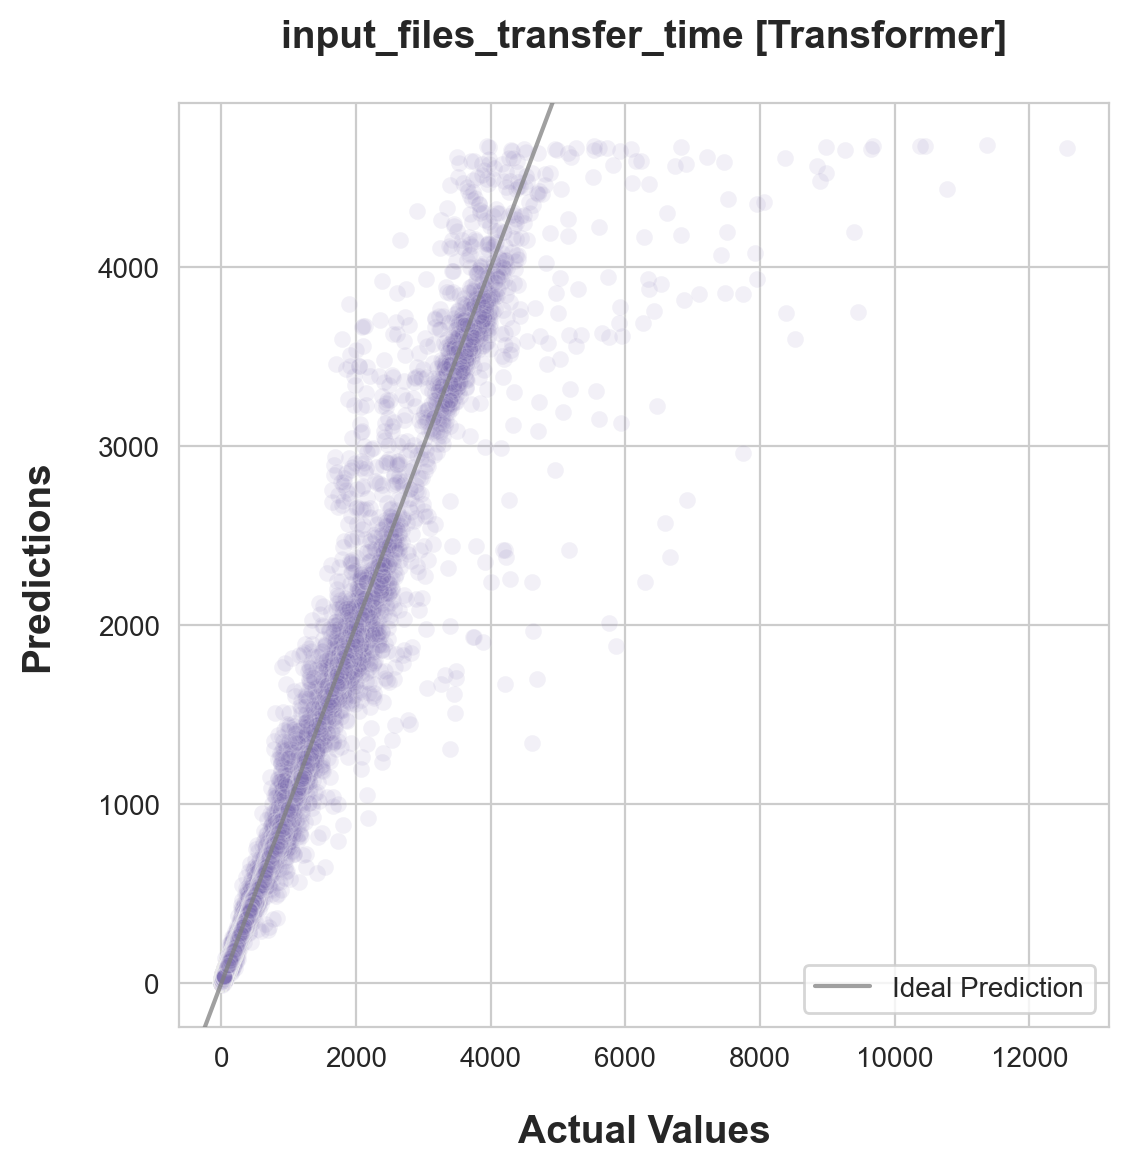 input_files_transfer_time [Transformer]
Predictions
4000
3000
2000
1000
0
Ideal Prediction
0 2000 4000 6000 8000 10000 12000
Actual Values